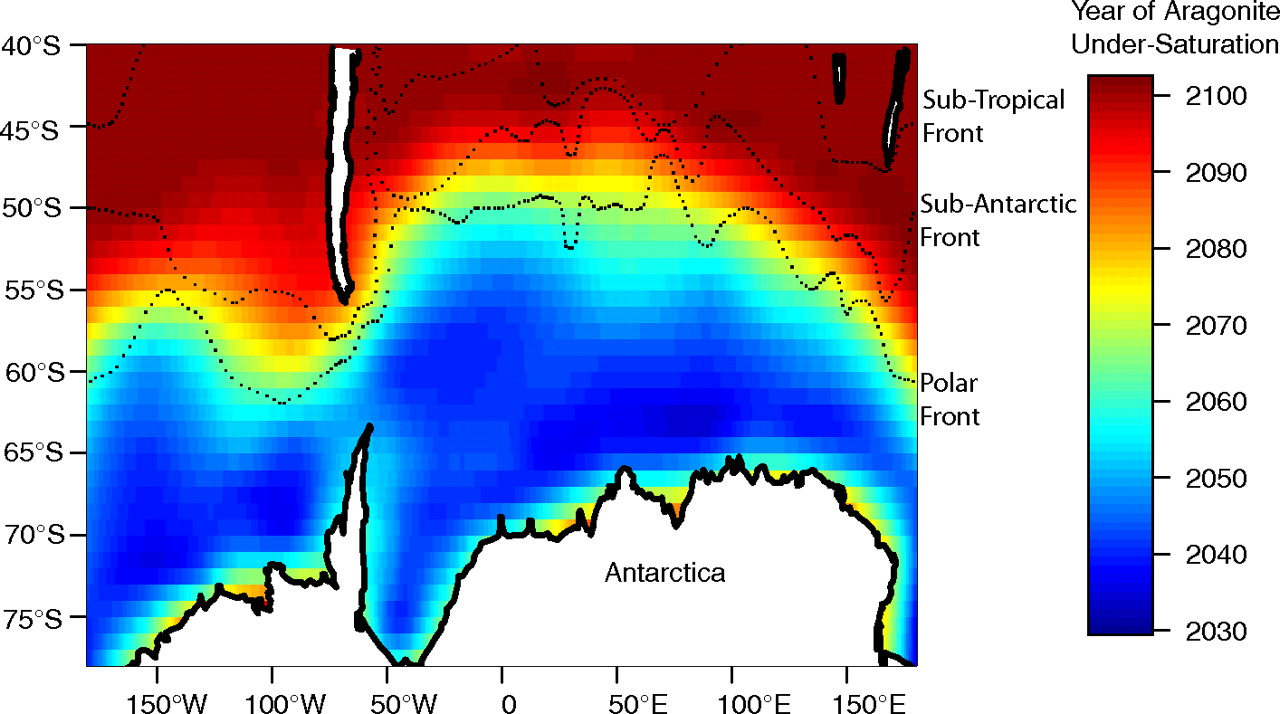 Year of Aragonite
Under-Saturation
40°S
45°S
50°S
55°S
60°S
65°S
70°S
75°S
Sub-Tropical
Front
Sub-Antarctic
Front
Polar
Front
Antarctica
2100
2090
2080
2070
2060
2050
2040
2030
150°W
100°W
50°W
0
50°E
100°E
150°E